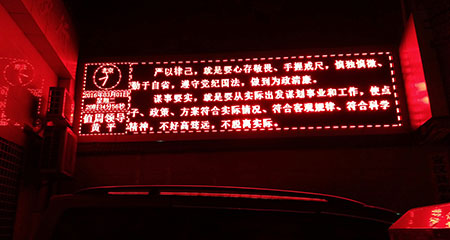 2016年03月01日
星期二
20时34分56秒
值周领导
黄 平
严以律己，就是要心存敬畏、手握戒尺，慎独慎微、
勤于自省，遵守党纪国法，做到为政清廉。
谋事要实，就是要从实际出发谋划事业和工作，使点
子、政策、方案符合实际情况、符合客观规律、符合科学
精神，不好高骛远，不脱离实际。